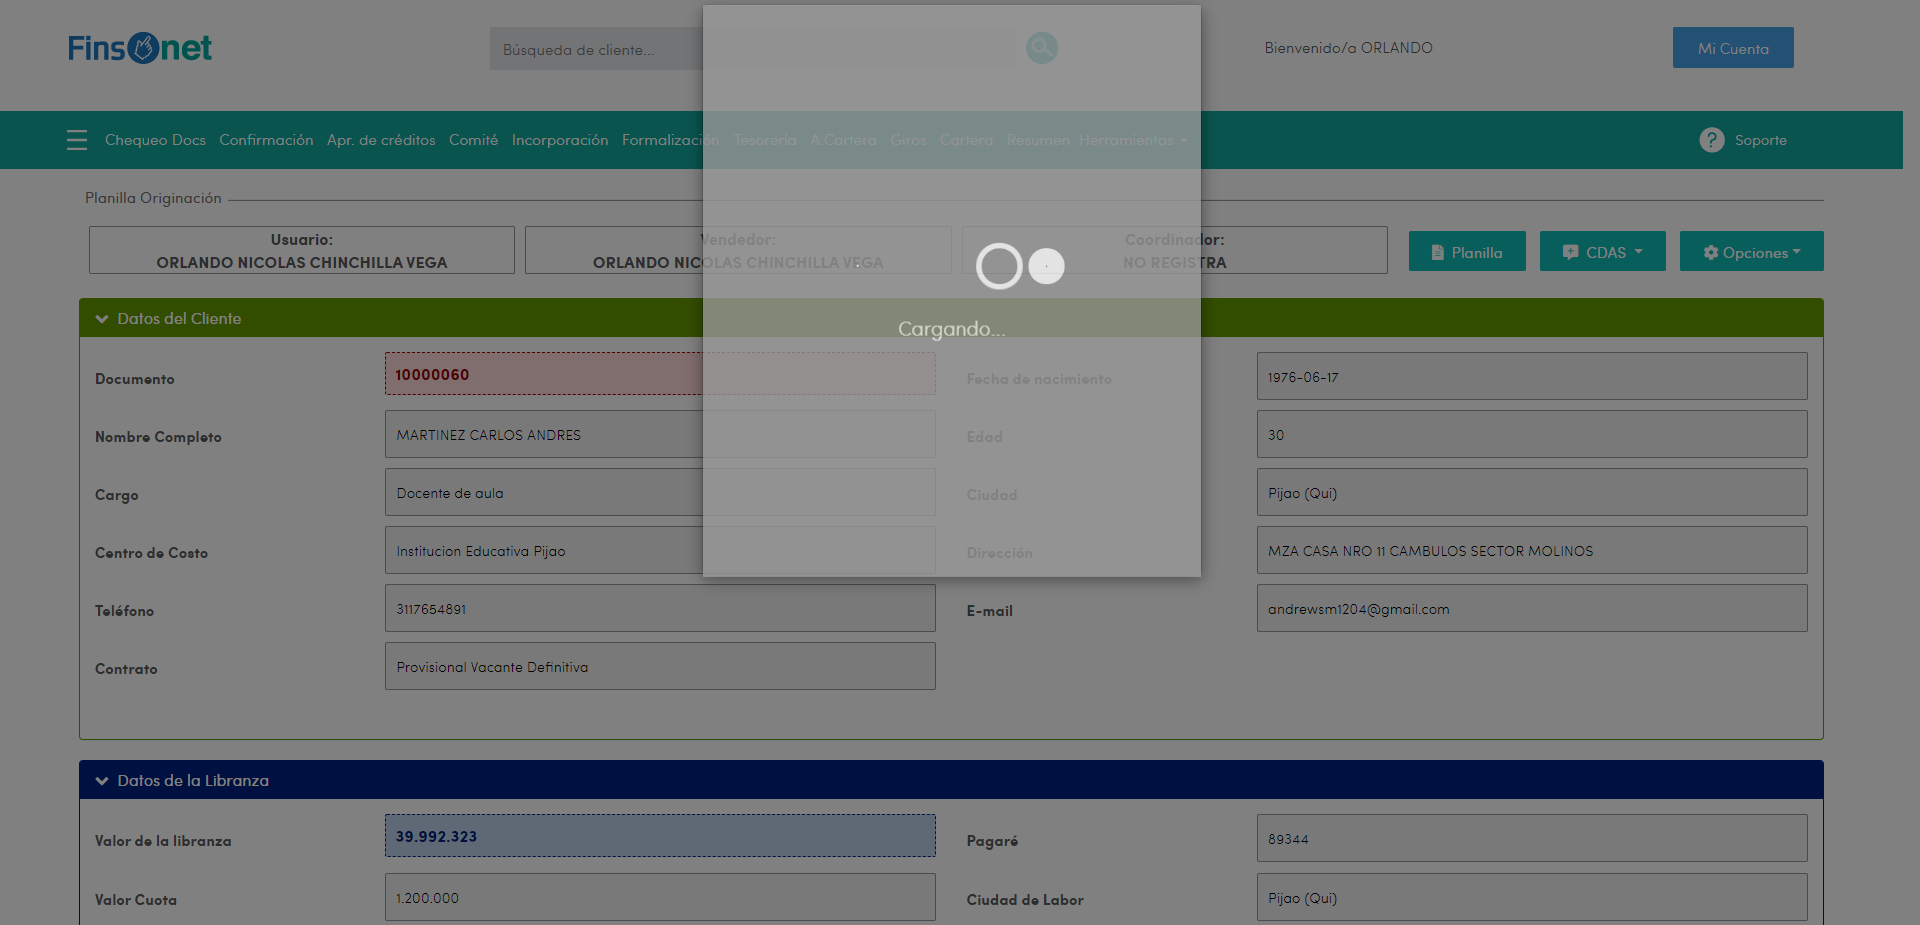 Finsonet
Búsqueda de cliente...
Bienvenido/a ORLANDO
Mi Cuenta
Chequeo Docs Confirmación Apr. de créditos Comité Incorporación Formalización Tesorería A.Cartera Giros Cartera Resumen Herramientas
? Soporte
Planilla Originación
Usuario:
ORLANDO NICOLAS CHINCHILLA VEGA
Vendedor:
ORLANDO NICOLAS CHINCHILLA VEGA
Coordinador:
NO REGISTRA
Planilla
CDAS
Opciones
Datos del Cliente
Cargando...
Documento 10000060 Fecha de nacimiento 1976-06-17
Nombre Completo MARTINEZ CARLOS ANDRES Edad 30
Cargo Docente de aula Ciudad Pijao (Qui)
Centro de Costo Institucion Educativa Pijao Dirección MZA CASA NRO 11 CAMBULOS SECTOR MOLINOS
Teléfono 3117654891 E-mail andrewsm1204@gmail.com
Contrato Provisional Vacante Definitiva
Datos de la Libranza
Valor de la libranza 39.992.323 Pagaré 89344
Valor Cuota 1.200.000 Ciudad de Labor Pijao (Qui)